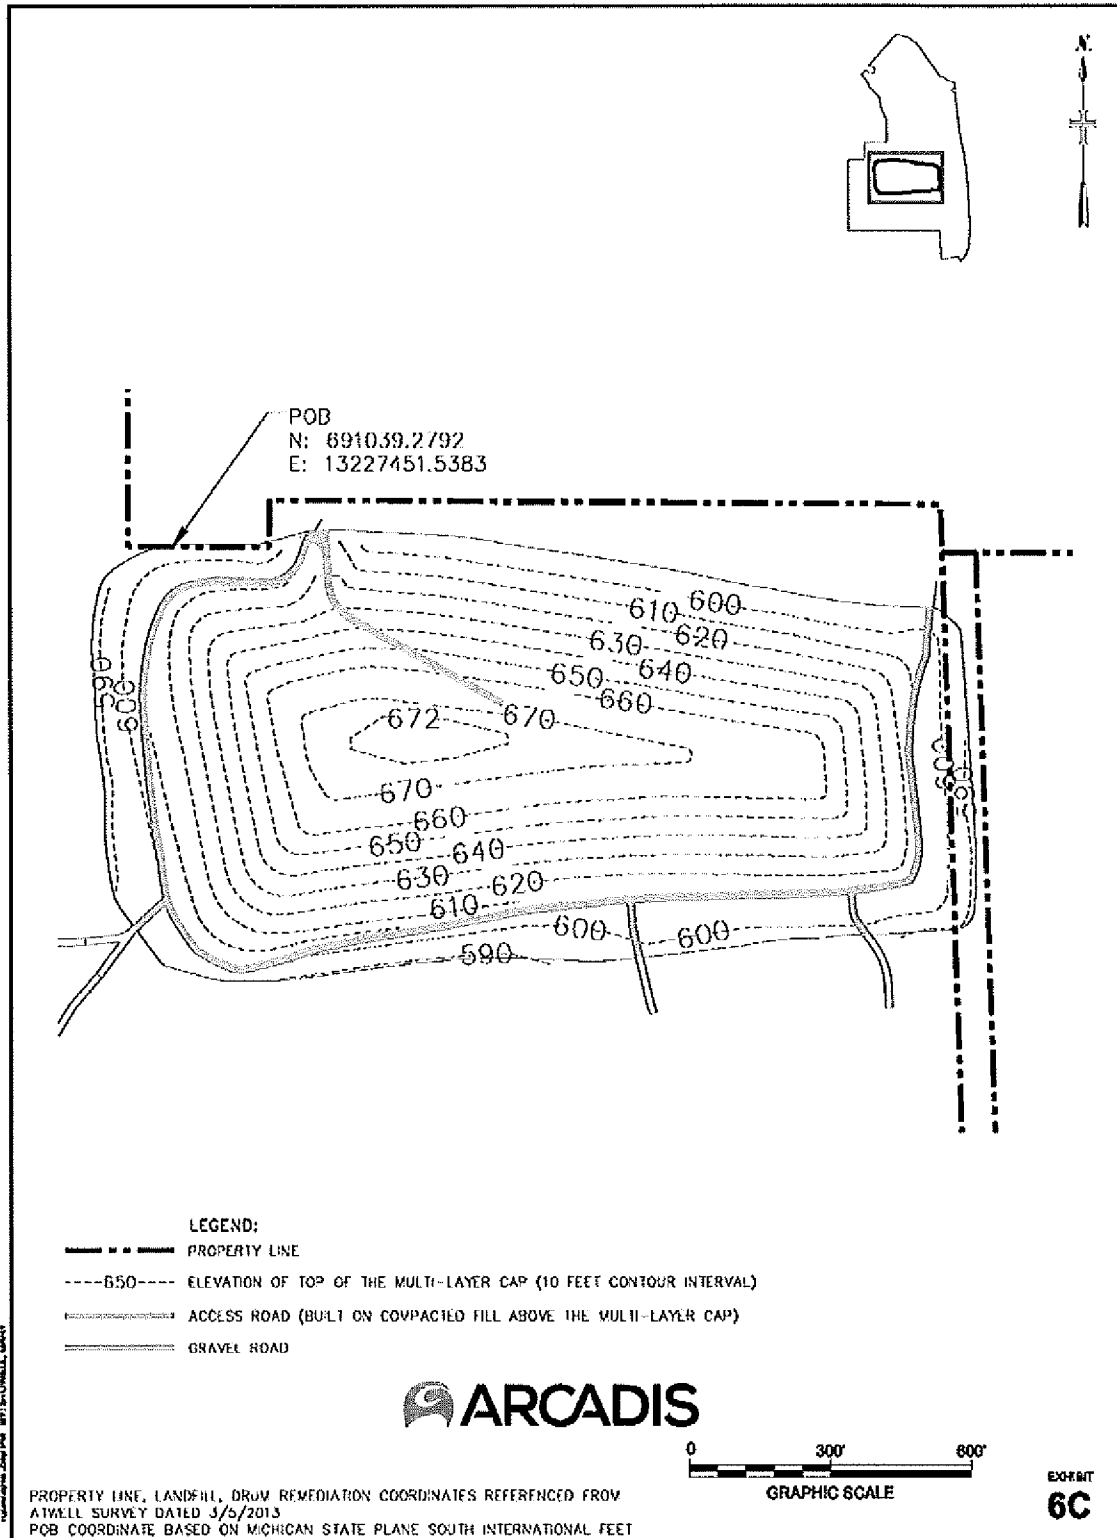 N
POB
N: 691039.2792
E: 13227451.5383
600
610
620
630
640
650
660
670
672
590
600
670
660
650
640
630
620
610
600
600
590
600
590
LEGEND:
PROPERTY LINE
650 ELEVATION OF TOP OF THE MULTI-LAYER CAP (10 FEET CONTOUR INTERVAL)
ACCESS ROAD (BUILT ON COMPACTED FILL ABOVE THE MULTI-LAYER CAP)
GRAVEL ROAD
ARCADIS
0 300' 600'
GRAPHIC SCALE
PROPERTY LINE, LANDFILL, DRUM REMEDIATION COORDINATES REFERENCED FROM
ATWELL SURVEY DATED 3/5/2013
POB COORDINATE BASED ON MICHIGAN STATE PLANE SOUTH INTERNATIONAL FEET
EXHIBIT
6C